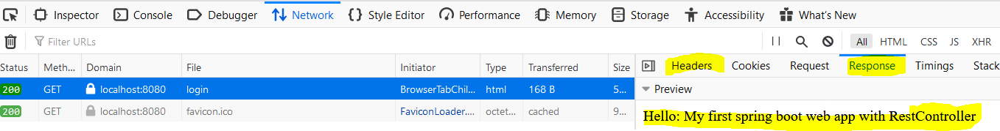 Inspector Console Debugger Network Style Editor Performance Memory Storage Accessibility What's New
Filter URLs All HTML CSS JS XHR
Status Meth... Domain File Initiator Type Transferred Size Headers Cookies Request Response Timings Stack
200 GET localhost:8080 login BrowserTabChil... html 168 B 5... Preview
200 GET localhost:8080 favicon.ico FaviconLoader.... octet... cached 9... Hello: My first spring boot web app with RestController